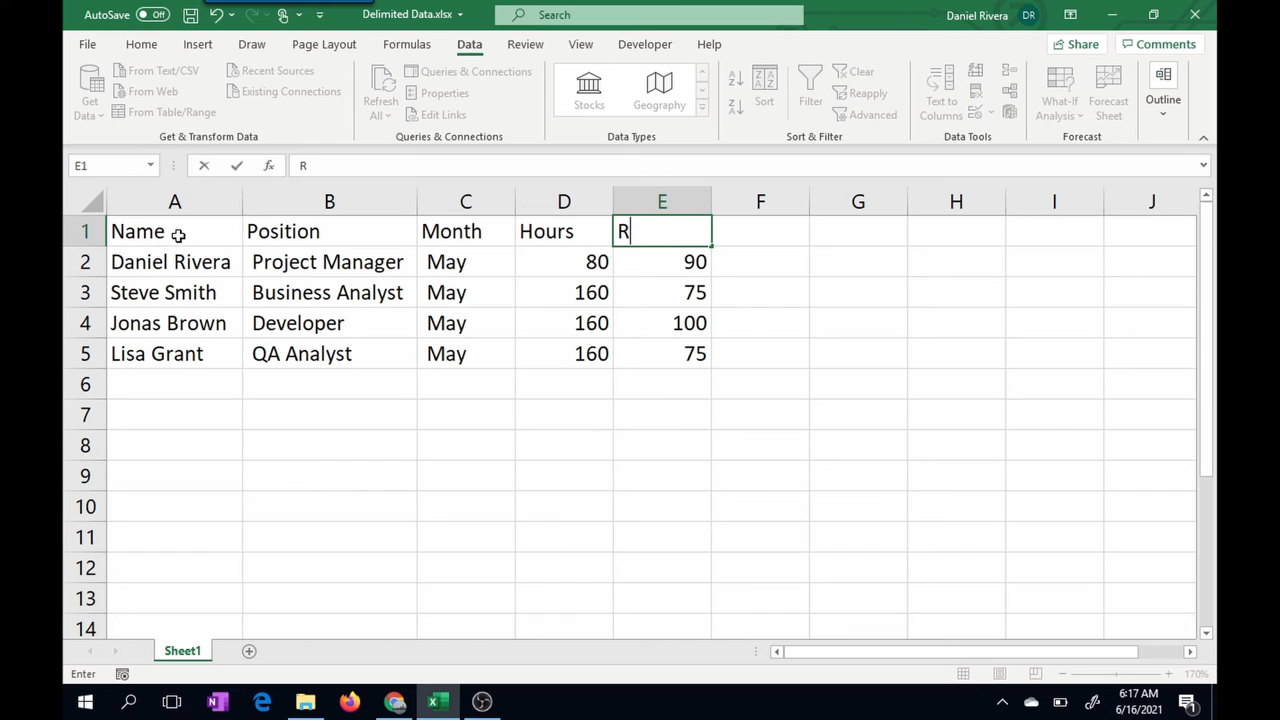 AutoSave Off Delimited Data.xlsx Search Daniel Rivera DR
File Home Insert Draw Page Layout Formulas Data Review View Developer Help Share Comments
Get Data From Text/CSV From Web From Table/Range Recent Sources Existing Connections
Refresh All Queries & Connections Properties Edit Links
Stocks Geography
Sort Filter Clear Reapply Advanced
Text to Columns What-If Analysis Forecast Sheet Outline
Get & Transform Data Queries & Connections Data Types Sort & Filter Data Tools Forecast
E1 fx R
A B C D E F G H I J
1 Name Position Month Hours R
2 Daniel Rivera Project Manager May 80 90
3 Steve Smith Business Analyst May 160 75
4 Jonas Brown Developer May 160 100
5 Lisa Grant QA Analyst May 160 75
6
7
8
9
10
11
12
13
14
Sheet1
Enter 170%
6:17 AM
6/16/2021 1